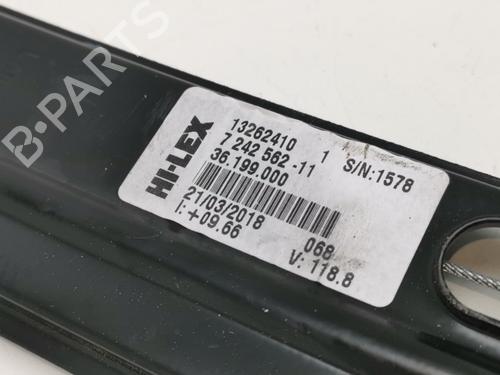 HI-LEX
13262410 1 S/N:1578
7 242 562-11
36.199.000
21/03/2018 068
I:+09.66 V: 118.8
B-PARTS